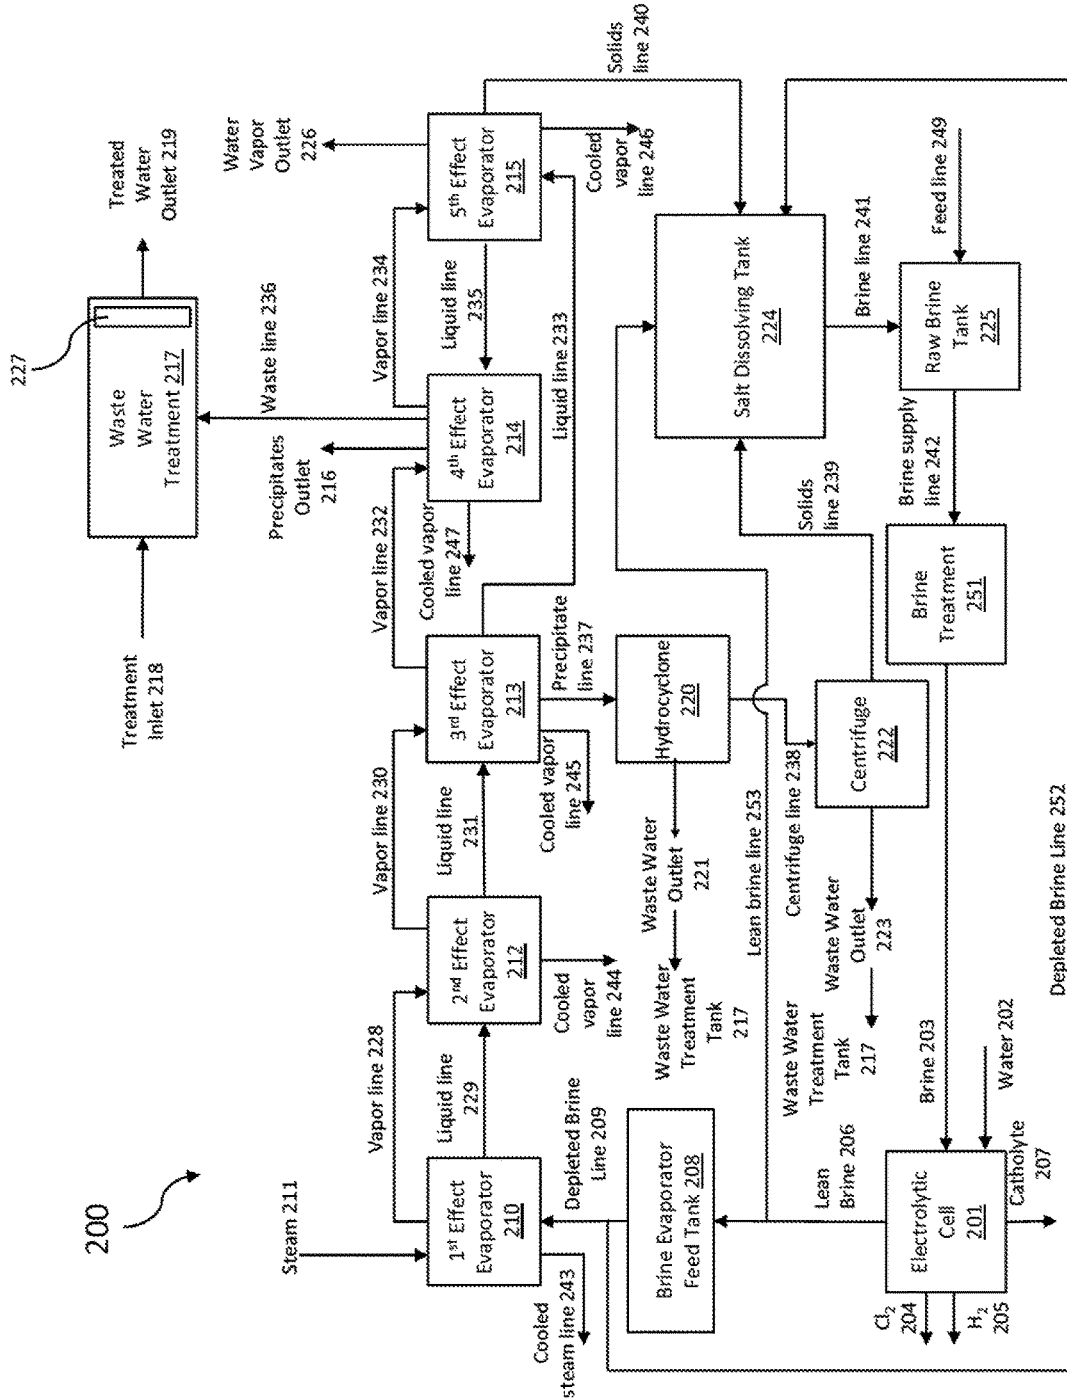 200
Steam 211
Vapor line 228
Vapor line 230
Vapor line 232
Vapor line 234
Treatment
Inlet 218
Waste
Water
Treatment 217
227
Treated
Water
Outlet 219
Precipitates
Outlet
216
Waste line 236
Water
Vapor
Outlet
226
1st Effect
Evaporator
210
Liquid line
229
2nd Effect
Evaporator
212
Liquid line
231
3rd Effect
Evaporator
213
4th Effect
Evaporator
214
Liquid line
235
5th Effect
Evaporator
215
Solids
line 240
Cooled
steam line 243
Depleted Brine
Line 209
Cooled
vapor
line 244
Cooled vapor
line 245
Precipitate
line 237
Cooled vapor
line 247
Liquid line 233
Cooled
vapor
line 246
Brine Evaporator
Feed Tank 208
Waste Water
Treatment
Tank
217
Waste Water
Outlet
221
Hydrocyclone
220
Lean brine line 253
Centrifuge line 238
Salt Dissolving Tank
224
Lean
Brine 206
Waste Water
Treatment
Tank
217
Waste Water
Outlet
223
Centrifuge
222
Solids
line 239
Brine line 241
Cl2
204
H2
205
Electrolytic
Cell
201
Catholyte
207
Water 202
Brine 203
Brine
Treatment
251
Brine supply
line 242
Raw Brine
Tank
225
Feed line 249
Depleted Brine Line 252